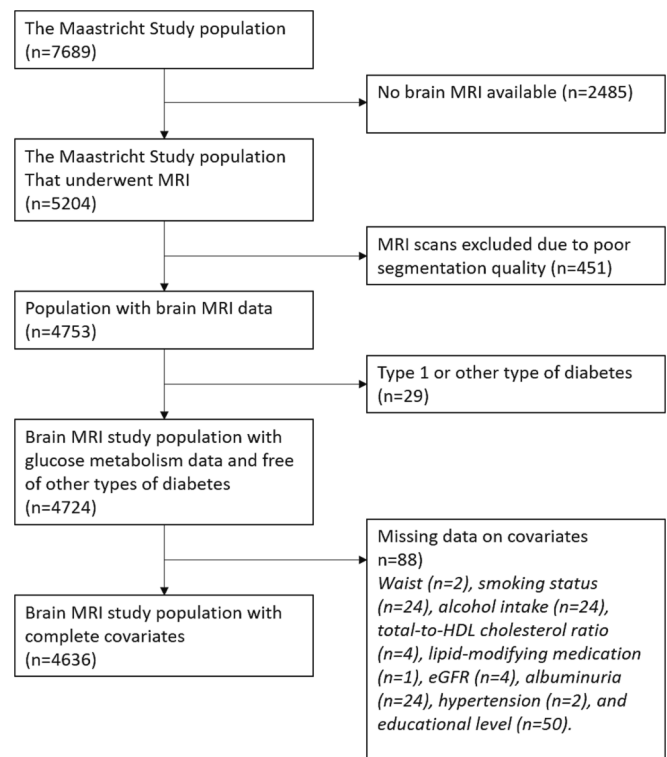 The Maastricht Study population
(n=7689)
No brain MRI available (n=2485)
The Maastricht Study population
That underwent MRI
(n=5204)
MRI scans excluded due to poor
segmentation quality (n=451)
Population with brain MRI data
(n=4753)
Type 1 or other type of diabetes
(n=29)
Brain MRI study population with
glucose metabolism data and free
of other types of diabetes
(n=4724)
Missing data on covariates
n=88)
Waist (n=2), smoking status
(n=24), alcohol intake (n=24),
total-to-HDL cholesterol ratio
(n=4), lipid-modifying medication
(n=1), eGFR (n=4), albuminuria
(n=24), hypertension (n=2), and
educational level (n=50).
Brain MRI study population with
complete covariates
(n=4636)